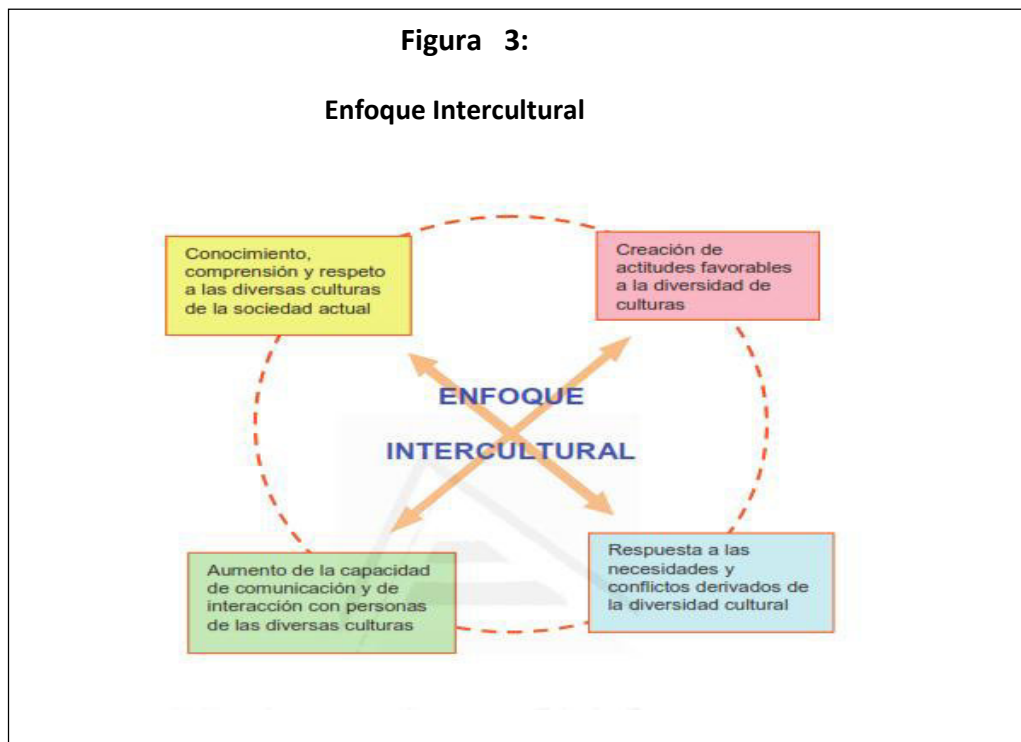 Figura 3:
Enfoque Intercultural
Conocimiento,
comprensión y respeto
a las diversas culturas
de la sociedad actual
Creación de
actitudes favorables
a la diversidad de
culturas
ENFOQUE
INTERCULTURAL
Aumento de la capacidad
de comunicación y de
interacción con personas
de las diversas culturas
Respuesta a las
necesidades y
conflictos derivados de
la diversidad cultural